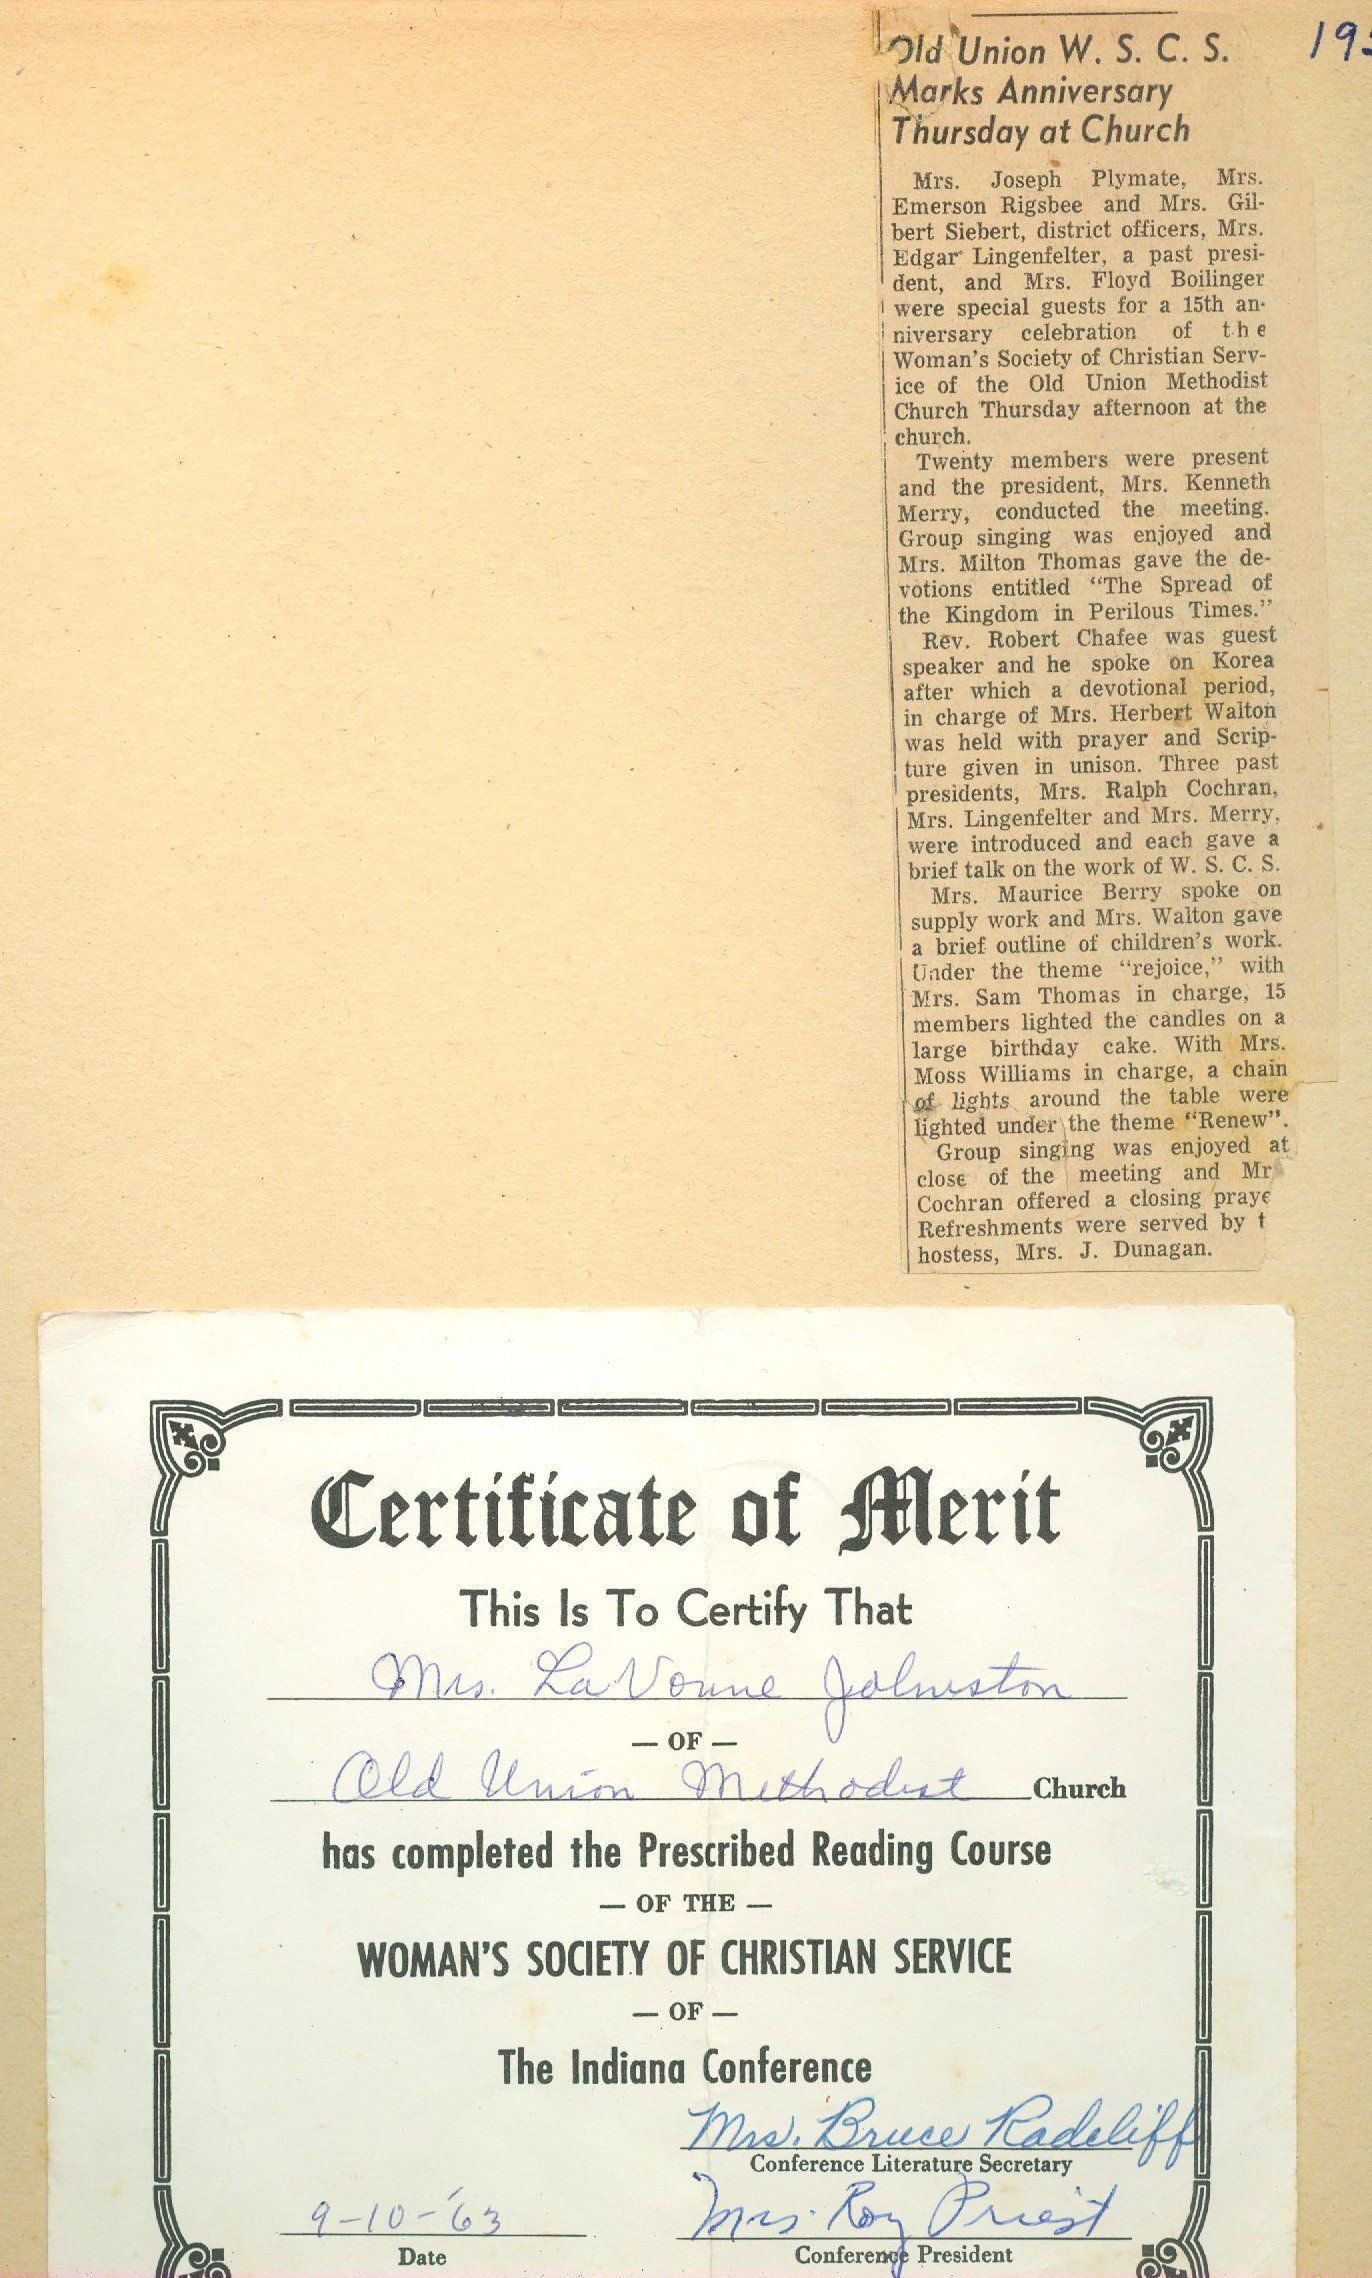 Old Union W. S. C. S.
Marks Anniversary
Thursday at Church
Mrs. Joseph Plymate, Mrs.
Emerson Rigsbee and Mrs. Gil-
bert Siebert, district officers, Mrs.
Edgar Lingenfelter, a past presi-
dent, and Mrs. Floyd Boilinger
were special guests for a 15th an-
niversary celebration of the
Woman's Society of Christian Serv-
ice of the Old Union Methodist
Church Thursday afternoon at the
church.
Twenty members were present
and the president, Mrs. Kenneth
Merry, conducted the meeting.
Group singing was enjoyed and
Mrs. Milton Thomas gave the de-
votions entitled "The Spread of
the Kingdom in Perilous Times."
Rev. Robert Chafee was guest
speaker and he spoke on Korea
after which a devotional period,
in charge of Mrs. Herbert Walton
was held with prayer and Scrip-
ture given in unison. Three past
presidents, Mrs. Ralph Cochran,
Mrs. Lingenfelter and Mrs. Merry,
were introduced and each gave a
brief talk on the work of W. S. C. S.
Mrs. Maurice Berry spoke on
supply work and Mrs. Walton gave
a brief outline of children's work.
Under the theme "rejoice," with
Mrs. Sam Thomas in charge, 15
members lighted the candles on a
large birthday cake. With Mrs.
Moss Williams in charge, a chain
of lights around the table were
lighted under the theme "Renew".
Group singing was enjoyed at
close of the meeting and Mr
Cochran offered a closing praye
Refreshments were served by t
hostess, Mrs. J. Dunagan.
195
Certificate of Merit
This Is To Certify That
Mrs. LaVonne Johnston
— OF —
Old Union Methodist Church
has completed the Prescribed Reading Course
— OF THE —
WOMAN'S SOCIETY OF CHRISTIAN SERVICE
— OF —
The Indiana Conference
Mrs. Bruce Radcliff
Conference Literature Secretary
9-10-'63
Mrs. Roy Priest
Date
Conference President